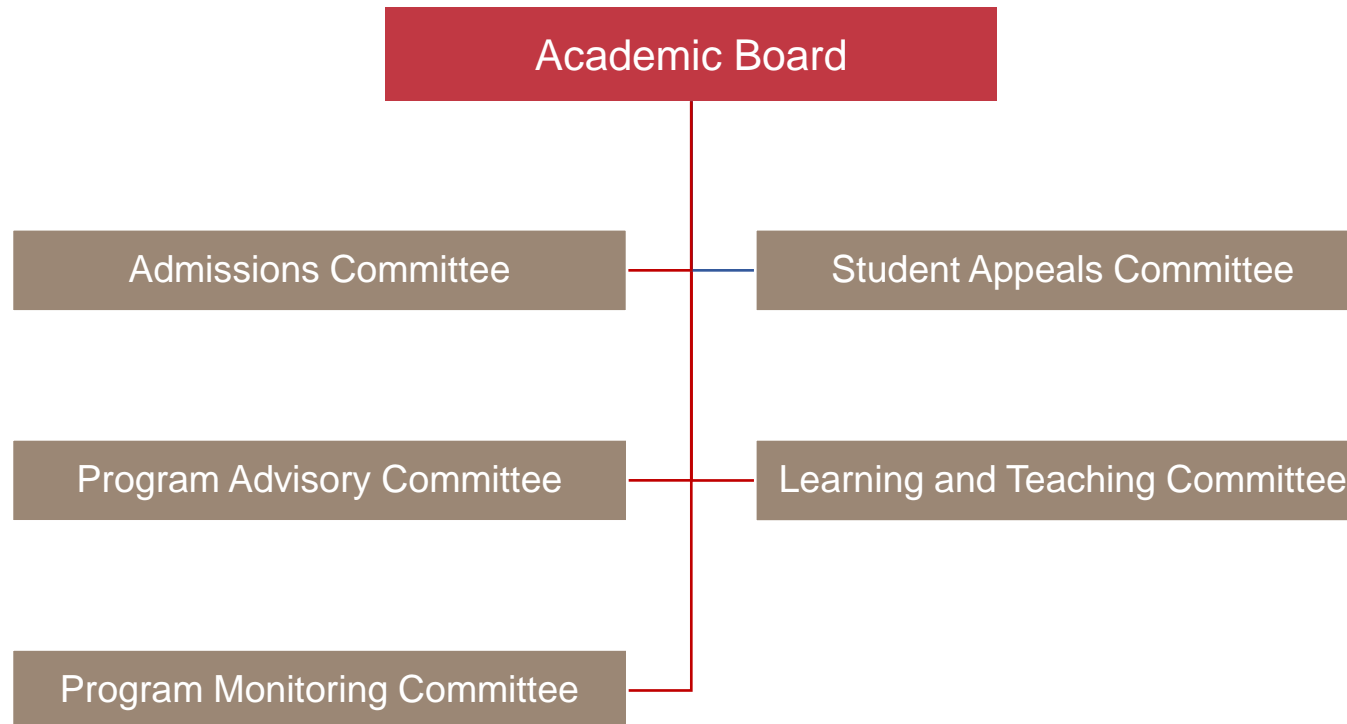 Academic Board
Admissions Committee
Student Appeals Committee
Program Advisory Committee
Learning and Teaching Committee
Program Monitoring Committee